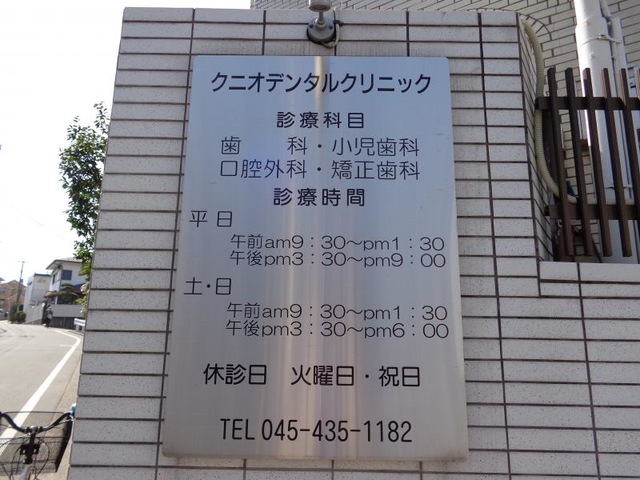 クニオデンタルクリニック
診療科目
歯　科・小児歯科
口腔外科・矯正歯科
診療時間
平日
午前am9：30～pm1：30
午後pm3：30～pm9：00
土・日
午前am9：30～pm1：30
午後pm3：30～pm6：00
休診日　火曜日・祝日
TEL 045-435-1182